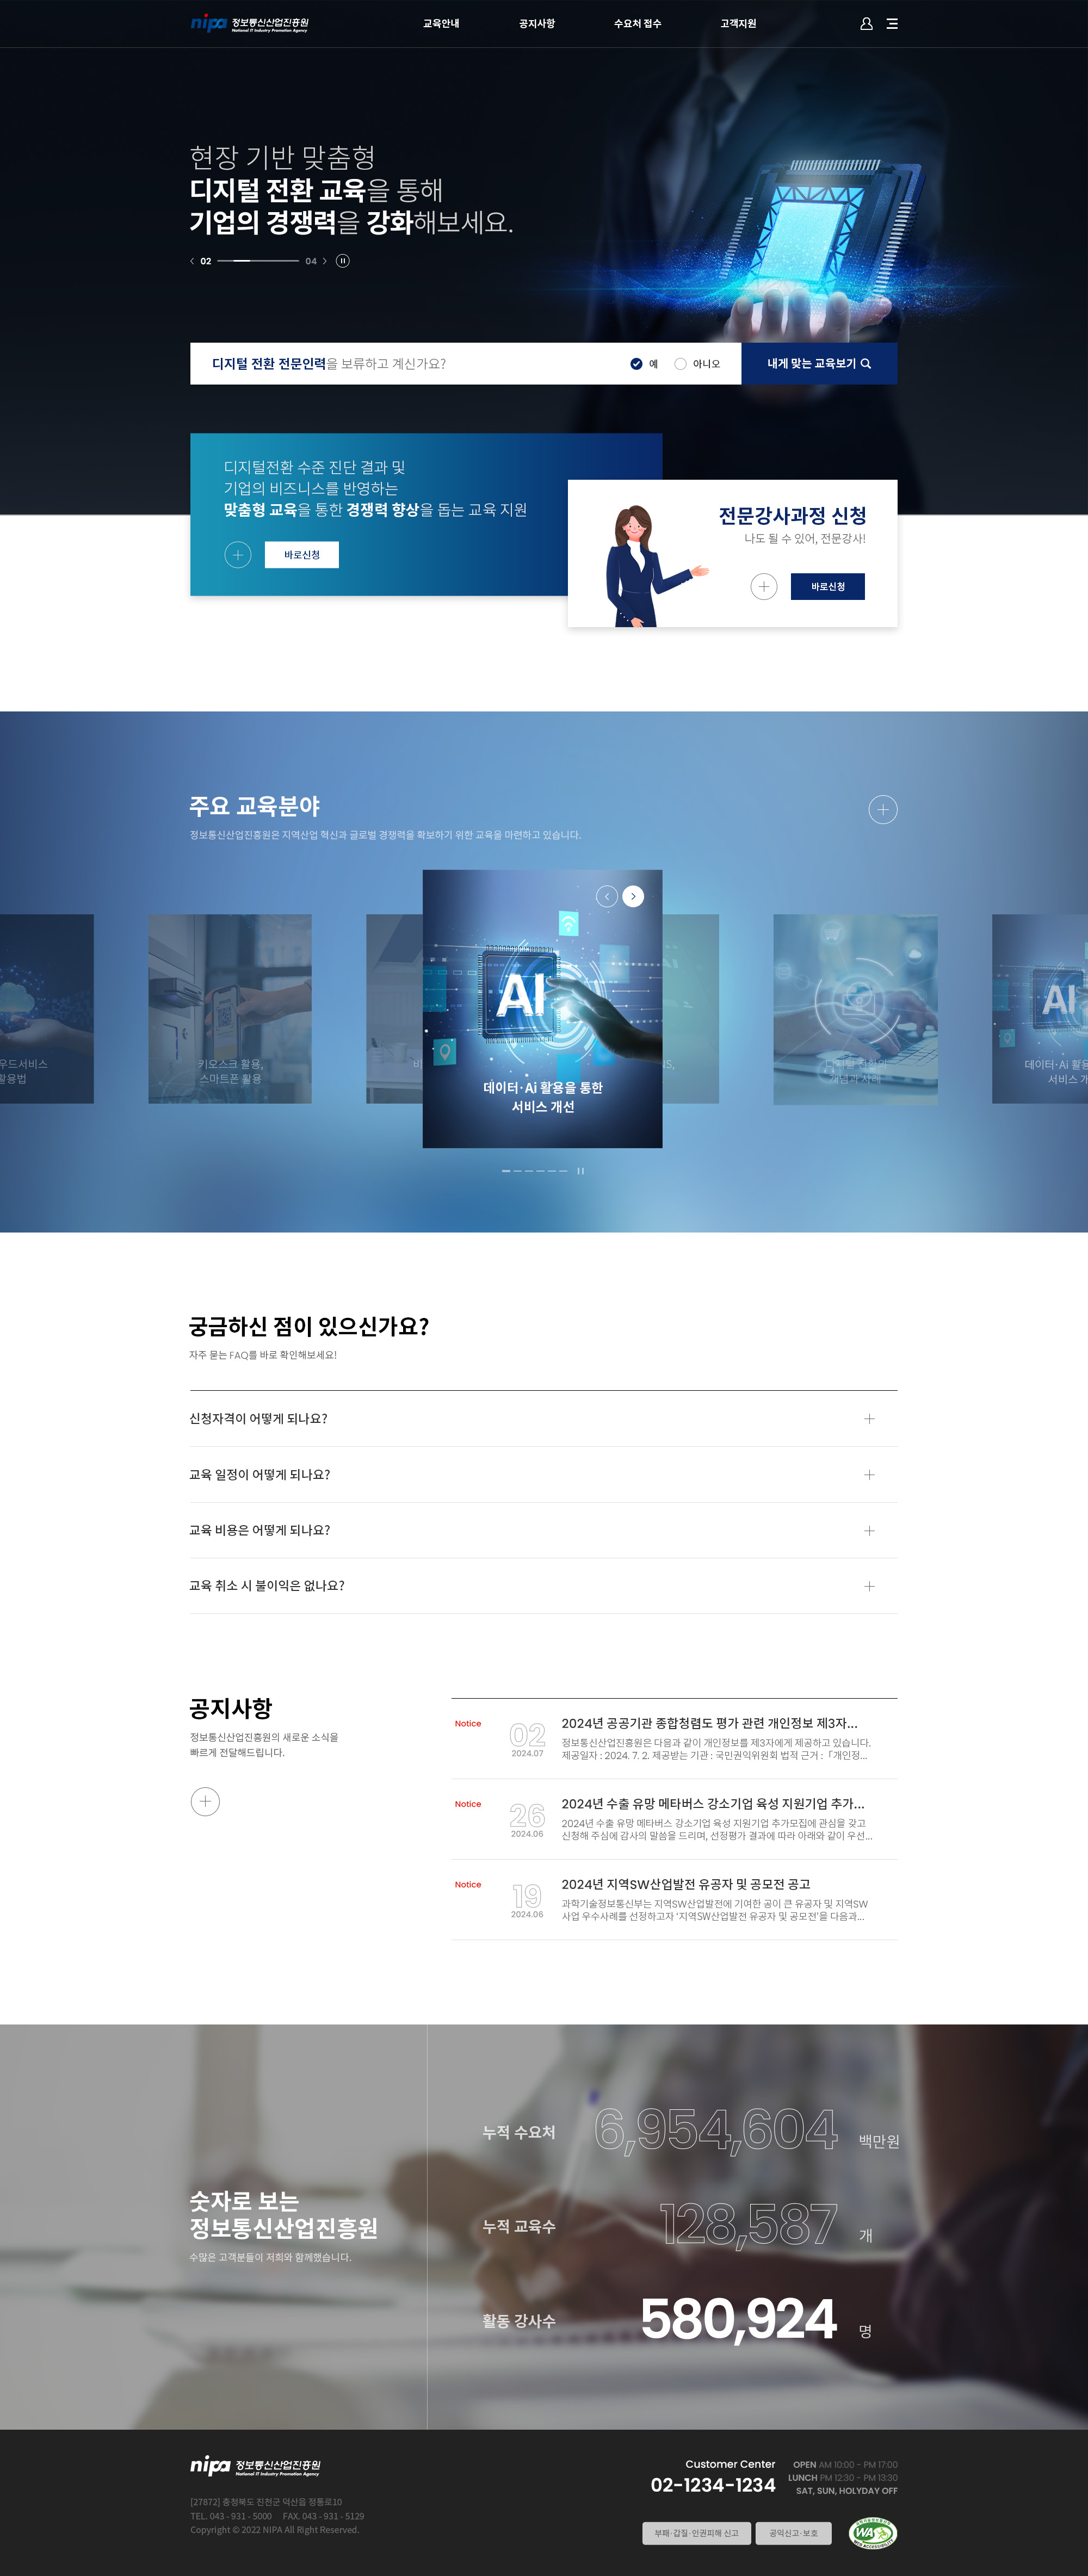 nipa 정보통신산업진흥원
National IT Industry Promotion Agency
교육안내
공지사항
수요처 접수
고객지원
현장 기반 맞춤형
디지털 전환 교육을 통해
기업의 경쟁력을 강화해보세요.
02
04
디지털 전환 전문인력을 보류하고 계신가요?
예
아니오
내게 맞는 교육보기
디지털전환 수준 진단 결과 및
기업의 비즈니스를 반영하는
맞춤형 교육을 통한 경쟁력 향상을 돕는 교육 지원
바로신청
전문강사과정 신청
나도 될 수 있어, 전문강사!
바로신청
주요 교육분야
정보통신산업진흥원은 지역산업 혁신과 글로벌 경쟁력을 확보하기 위한 교육을 마련하고 있습니다.
우드서비스
활용법
키오스크 활용,
스마트폰 활용
AI
데이터·Ai 활용을 통한
서비스 개선
디지털 전환의
개념과 사례
AI
데이터·Ai 활용
서비스 개
궁금하신 점이 있으신가요?
자주 묻는 FAQ를 바로 확인해보세요!
신청자격이 어떻게 되나요?
교육 일정이 어떻게 되나요?
교육 비용은 어떻게 되나요?
교육 취소 시 불이익은 없나요?
공지사항
정보통신산업진흥원의 새로운 소식을
빠르게 전달해드립니다.
Notice
02
2024.07
2024년 공공기관 종합청렴도 평가 관련 개인정보 제3자...
정보통신산업진흥원은 다음과 같이 개인정보를 제3자에게 제공하고 있습니다.
제공일자 : 2024. 7. 2. 제공받는 기관 : 국민권익위원회 법적 근거 :「개인정...
Notice
26
2024.06
2024년 수출 유망 메타버스 강소기업 육성 지원기업 추가...
2024년 수출 유망 메타버스 강소기업 육성 지원기업 추가모집에 관심을 갖고
신청해 주심에 감사의 말씀을 드리며, 선정평가 결과에 따라 아래와 같이 우선...
Notice
19
2024.06
2024년 지역SW산업발전 유공자 및 공모전 공고
과학기술정보통신부는 지역SW산업발전에 기여한 공이 큰 유공자 및 지역SW
사업 우수사례를 선정하고자 '지역SW산업발전 유공자 및 공모전'을 다음과...
숫자로 보는
정보통신산업진흥원
수많은 고객분들이 저희와 함께했습니다.
누적 수요처
6,954,604
백만원
누적 교육수
128,587
개
활동 강사수
580,924
명
nipa 정보통신산업진흥원
National IT Industry Promotion Agency
[27872] 충청북도 진천군 덕산읍 정통로10
TEL. 043 - 931 - 5000 FAX. 043 - 931 - 5129
Copyright © 2022 NIPA All Right Reserved.
Customer Center
02-1234-1234
OPEN AM 10:00 - PM 17:00
LUNCH PM 12:30 - PM 13:30
SAT, SUN, HOLYDAY OFF
부패·갑질·인권피해 신고
공익신고·보호
WA
WEB ACCESSIBILITY